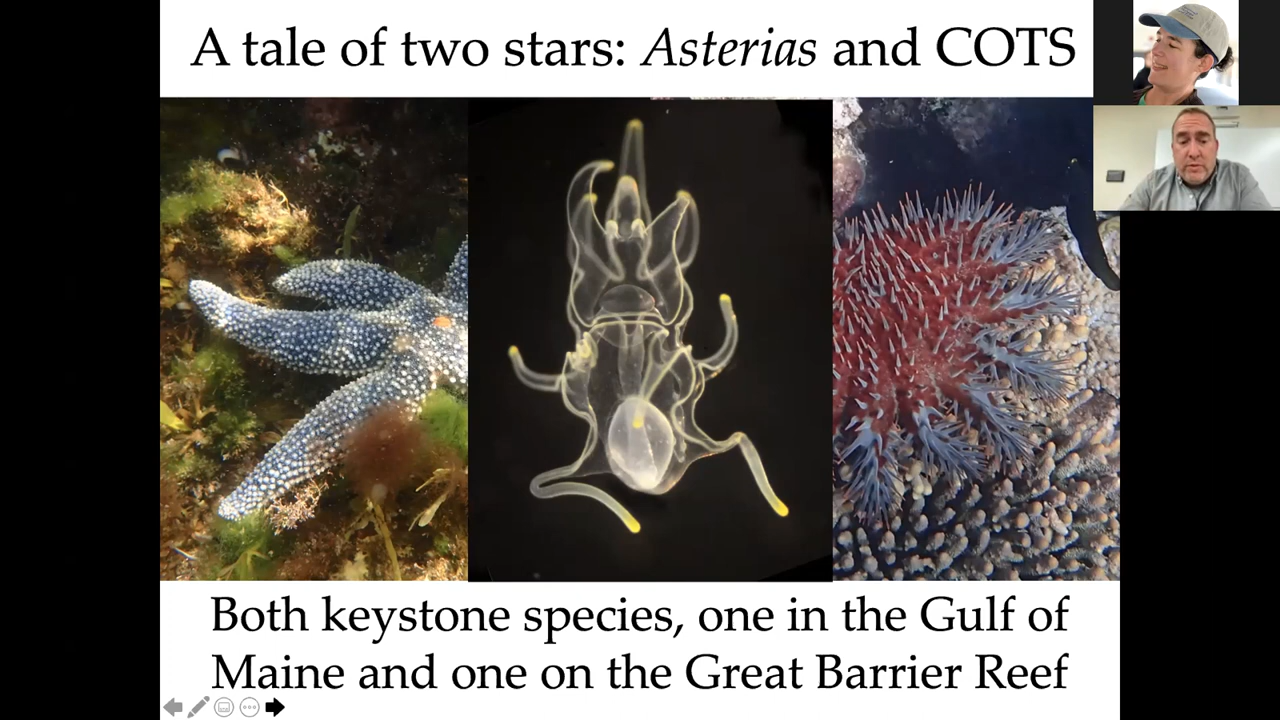 A tale of two stars: Asterias and COTS
Both keystone species, one in the Gulf of
Maine and one on the Great Barrier Reef